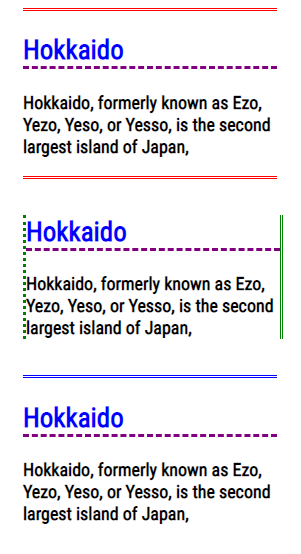 Hokkaido
Hokkaido, formerly known as Ezo,
Yezo, Yeso, or Yesso, is the second
largest island of Japan,
Hokkaido
Hokkaido, formerly known as Ezo,
Yezo, Yeso, or Yesso, is the second
largest island of Japan,
Hokkaido
Hokkaido, formerly known as Ezo,
Yezo, Yeso, or Yesso, is the second
largest island of Japan,